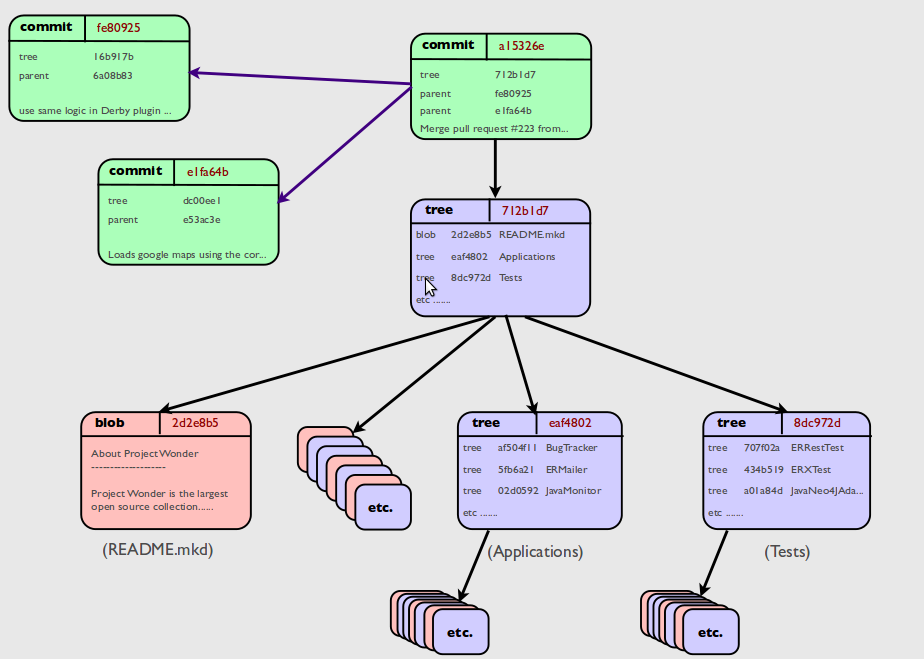 commit fe80925
tree 16b917b
parent 6a08b83
use same logic in Derby plugin ...
commit a15326e
tree 712b1d7
parent fe80925
parent e1fa64b
Merge pull request #223 from...
commit e1fa64b
tree dc00ee1
parent e53ac3e
Loads google maps using the cor...
tree 712b1d7
blob 2d2e8b5 README.mkd
tree eaf4802 Applications
tree 8dc972d Tests
etc .......
blob 2d2e8b5
About ProjectWonder
---------------------
Project Wonder is the largest
open source collection......
(README.mkd)
etc.
tree eaf4802
tree af504f11 BugTracker
tree 5fb6a21 ERMailer
tree 02d0592 JavaMonitor
etc .......
(Applications)
etc.
tree 8dc972d
tree 707f02a ERRestTest
tree 434b519 ERXTest
tree a01a84d JavaNeo4JAda...
etc .......
(Tests)
etc.